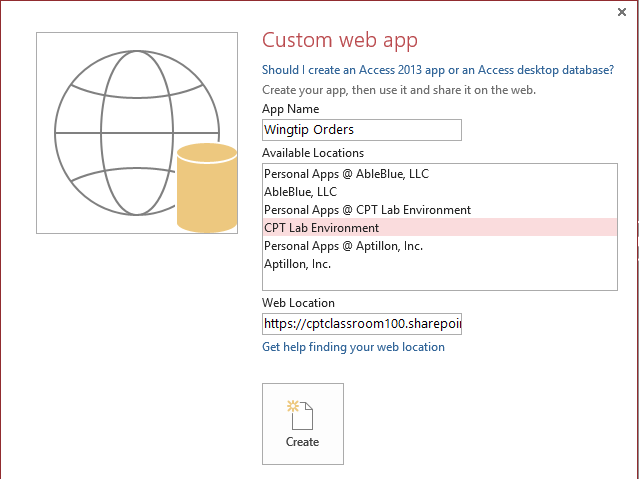 Custom web app
Should I create an Access 2013 app or an Access desktop database?
Create your app, then use it and share it on the web.
App Name
Wingtip Orders
Available Locations
Personal Apps @ AbleBlue, LLC
AbleBlue, LLC
Personal Apps @ CPT Lab Environment
CPT Lab Environment
Personal Apps @ Aptillon, Inc.
Aptillon, Inc.
Web Location
https://cptclassroom100.sharepoi
Get help finding your web location
Create